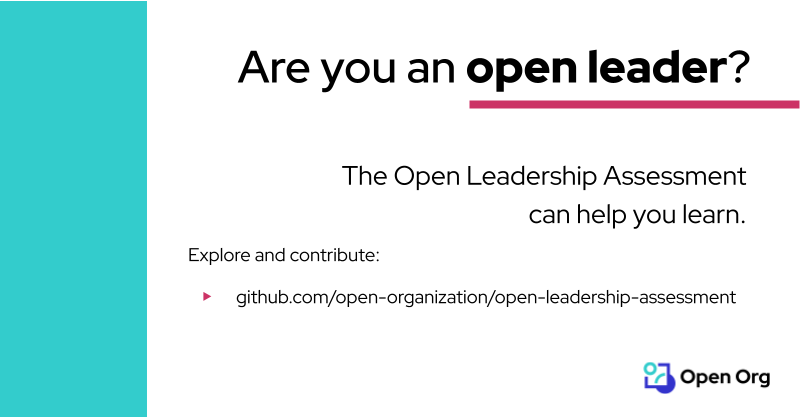 Are you an open leader?
The Open Leadership Assessment
can help you learn.
Explore and contribute:
github.com/open-organization/open-leadership-assessment
Open Org